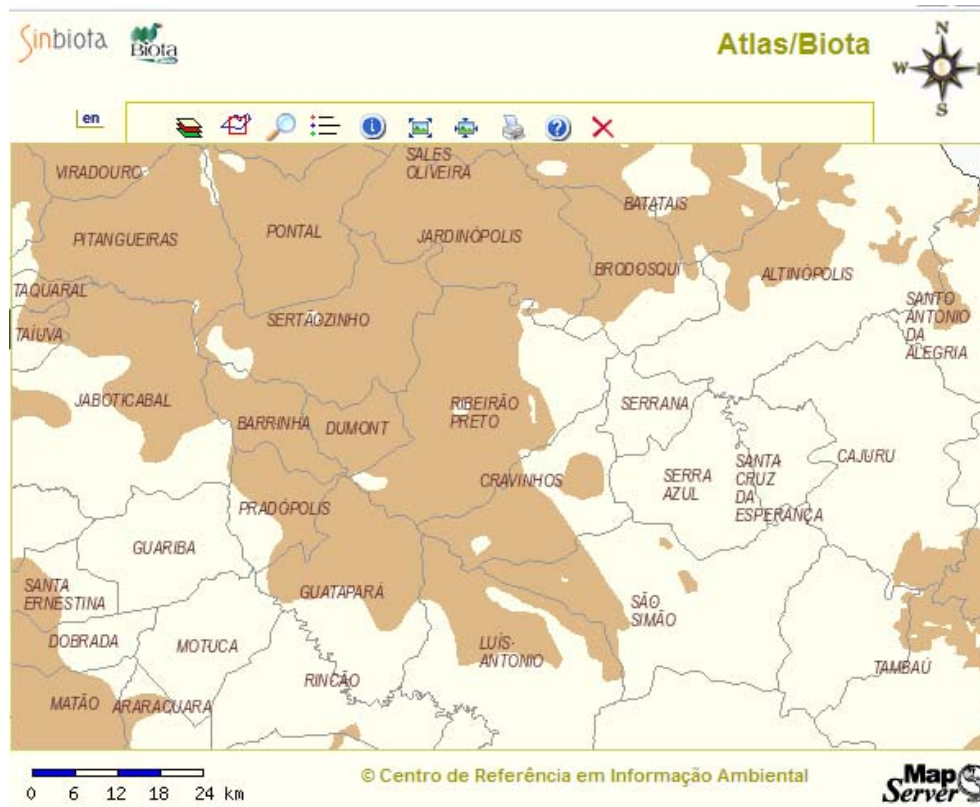 Sinbiota
Biota
Atlas/Biota
N
W
S
en
VIRADOURO
SALES
OLIVEIRA
BATATAIS
PITANGUEIRAS
PONTAL
JARDINÓPOLIS
BRODOSQUI
ALTINÓPOLIS
TAQUARAL
SANTO
ANTONIO
DA
ALEGRIA
TAÍUVA
SERTÃOZINHO
JABOTICABAL
BARRINHA
DUMONT
RIBEIRÃO
PRETO
SERRANA
CRAVINHOS
SERRA
AZUL
SANTA
CRUZ
DA
ESPERANÇA
CAJURU
PRADÓPOLIS
GUARIBA
SANTA
ERNESTINA
GUATAPARÁ
SÃO
SIMÃO
DOBRADA
MOTUCA
LUÍS-
ANTONIO
TAMBAÚ
RINCÃO
MATÃO
ARARAQUARA
0 6 12 18 24 km
© Centro de Referência em Informação Ambiental
Map
Server